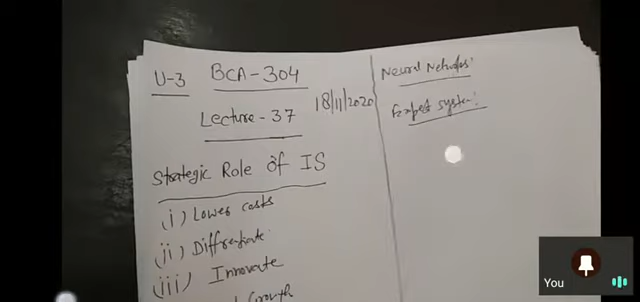 U-3 BCA-304
Lecture-37
18/11/2020
Strategic Role of IS
(i) Lower costs
(ii) Differentiate
(iii) Innovate
Growth
Neural Networks:
Expert system:
You